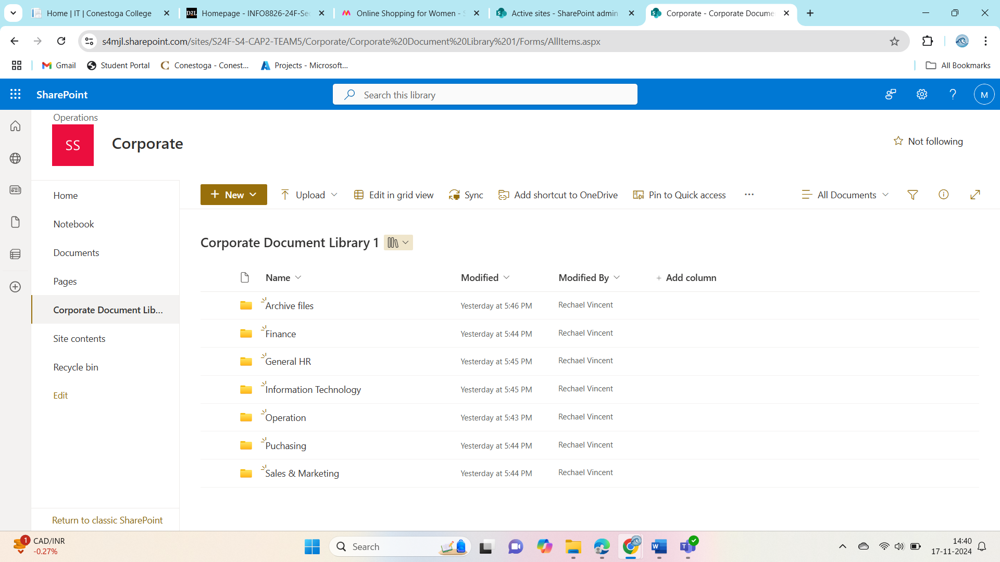 Home | IT | Conestoga College
Homepage - INFO8826-24F-Sec
Online Shopping for Women - S
Active sites - SharePoint admin
Corporate - Corporate Docume
s4mjl.sharepoint.com/sites/S24F-S4-CAP2-TEAM5/Corporate/Corporate%20Document%20Library%201/Forms/AllItems.aspx
Gmail
Student Portal
Conestoga - Conest...
Projects - Microsoft...
All Bookmarks
SharePoint
Search this library
M
Operations
SS
Corporate
Not following
Home
Notebook
Documents
Pages
Corporate Document Lib...
Site contents
Recycle bin
Edit
Return to classic SharePoint
New
Upload
Edit in grid view
Sync
Add shortcut to OneDrive
Pin to Quick access
All Documents
Corporate Document Library 1
Name Modified Modified By + Add column
Archive files Yesterday at 5:46 PM Rechael Vincent
Finance Yesterday at 5:44 PM Rechael Vincent
General HR Yesterday at 5:45 PM Rechael Vincent
Information Technology Yesterday at 5:45 PM Rechael Vincent
Operation Yesterday at 5:43 PM Rechael Vincent
Puchasing Yesterday at 5:44 PM Rechael Vincent
Sales & Marketing Yesterday at 5:44 PM Rechael Vincent
1
CAD/INR
-0.27%
Search
14:40
17-11-2024